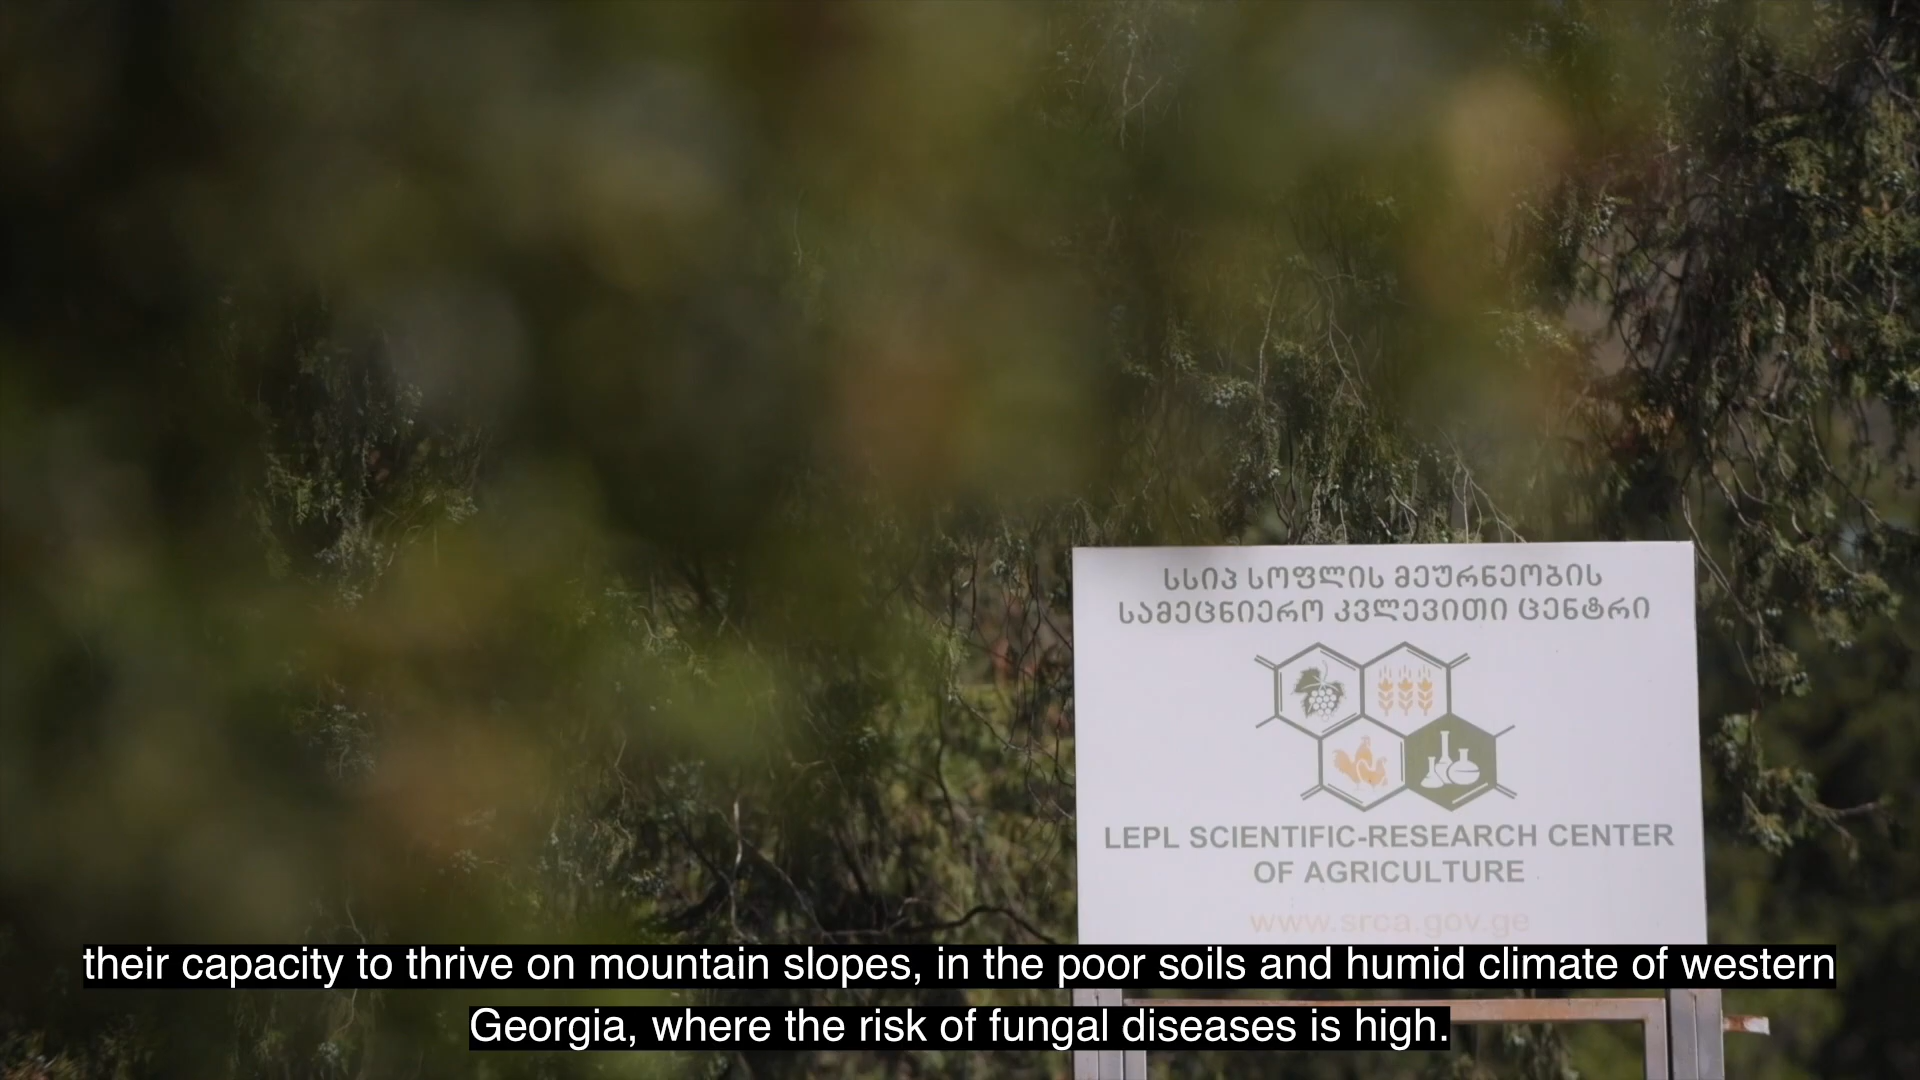 სსიპ სოფლის მეურნეობის
სამეცნიერო კვლევითი ცენტრი
LEPL SCIENTIFIC-RESEARCH CENTER
OF AGRICULTURE
www.srca.gov.ge
their capacity to thrive on mountain slopes, in the poor soils and humid climate of western
Georgia, where the risk of fungal diseases is high.